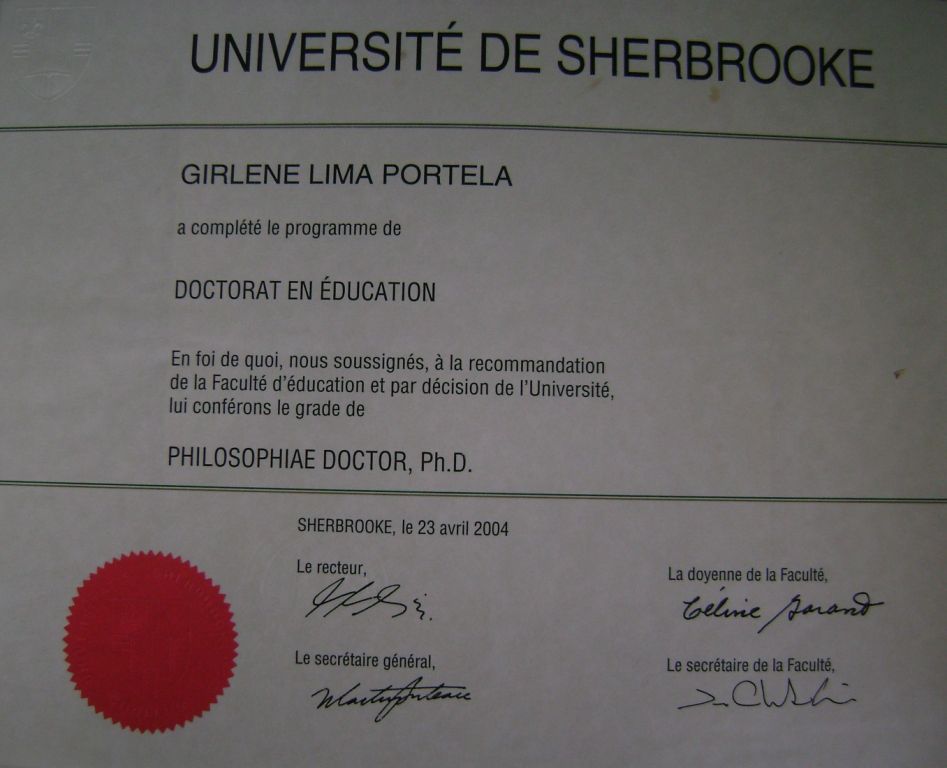 UNIVERSITÉ DE SHERBROOKE
GIRLENE LIMA PORTELA
a complété le programme de
DOCTORAT EN ÉDUCATION
En foi de quoi, nous soussignés, à la recommandation
de la Faculté d'éducation et par décision de l'Université,
lui conférons le grade de
PHILOSOPHIAE DOCTOR, Ph.D.
SHERBROOKE, le 23 avril 2004
Le recteur,
La doyenne de la Faculté,
Céline Garand
Le secrétaire général,
Le secrétaire de la Faculté,